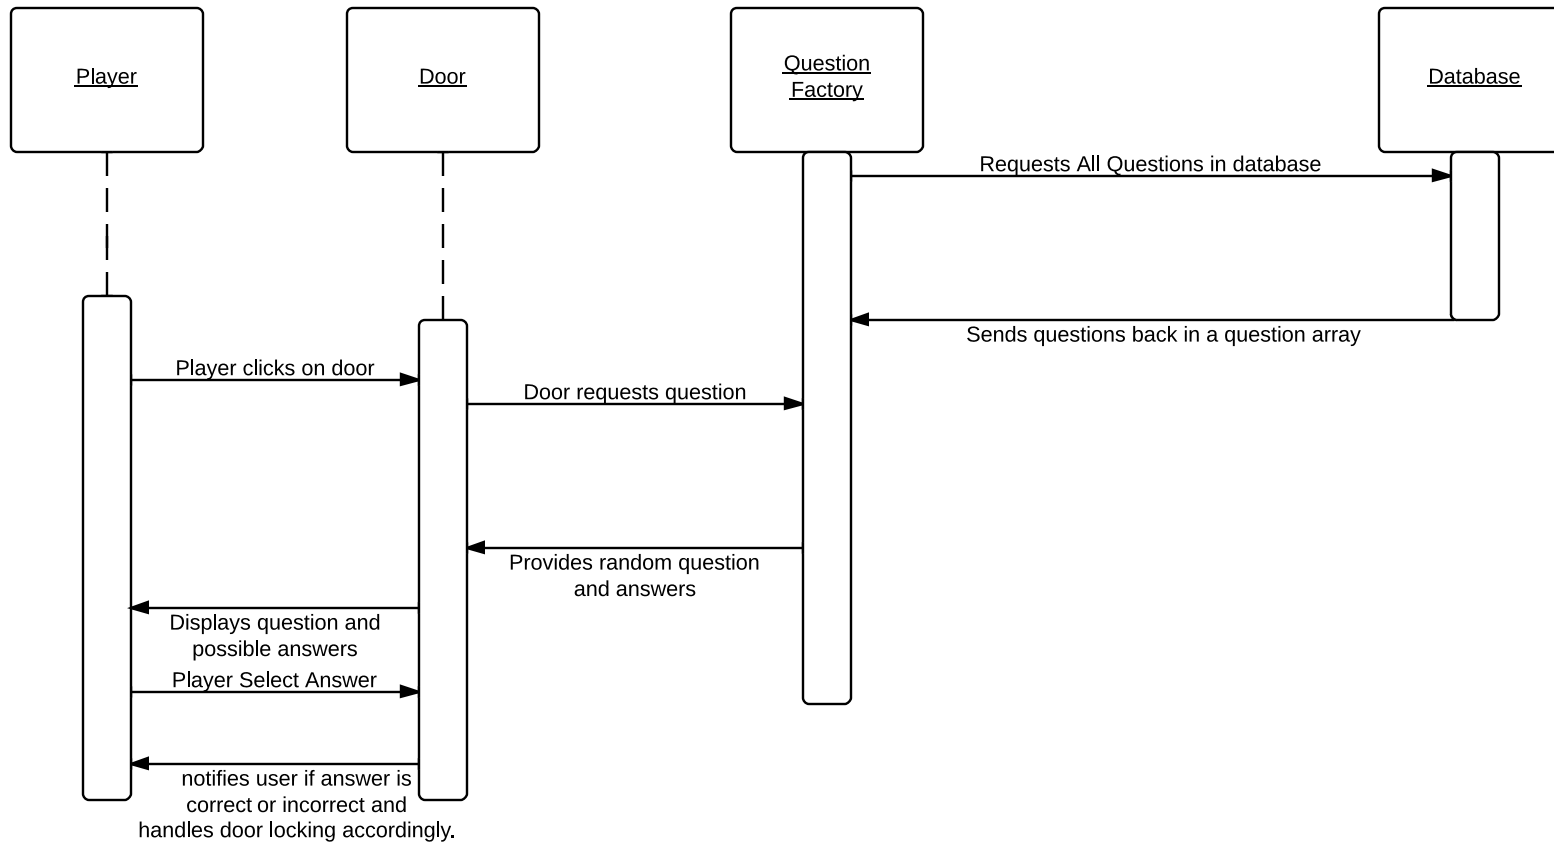 Player
Door
Question
Factory
Database
Requests All Questions in database
Sends questions back in a question array
Player clicks on door
Door requests question
Provides random question
and answers
Displays question and
possible answers
Player Select Answer
notifies user if answer is
correct or incorrect and
handles door locking accordingly.